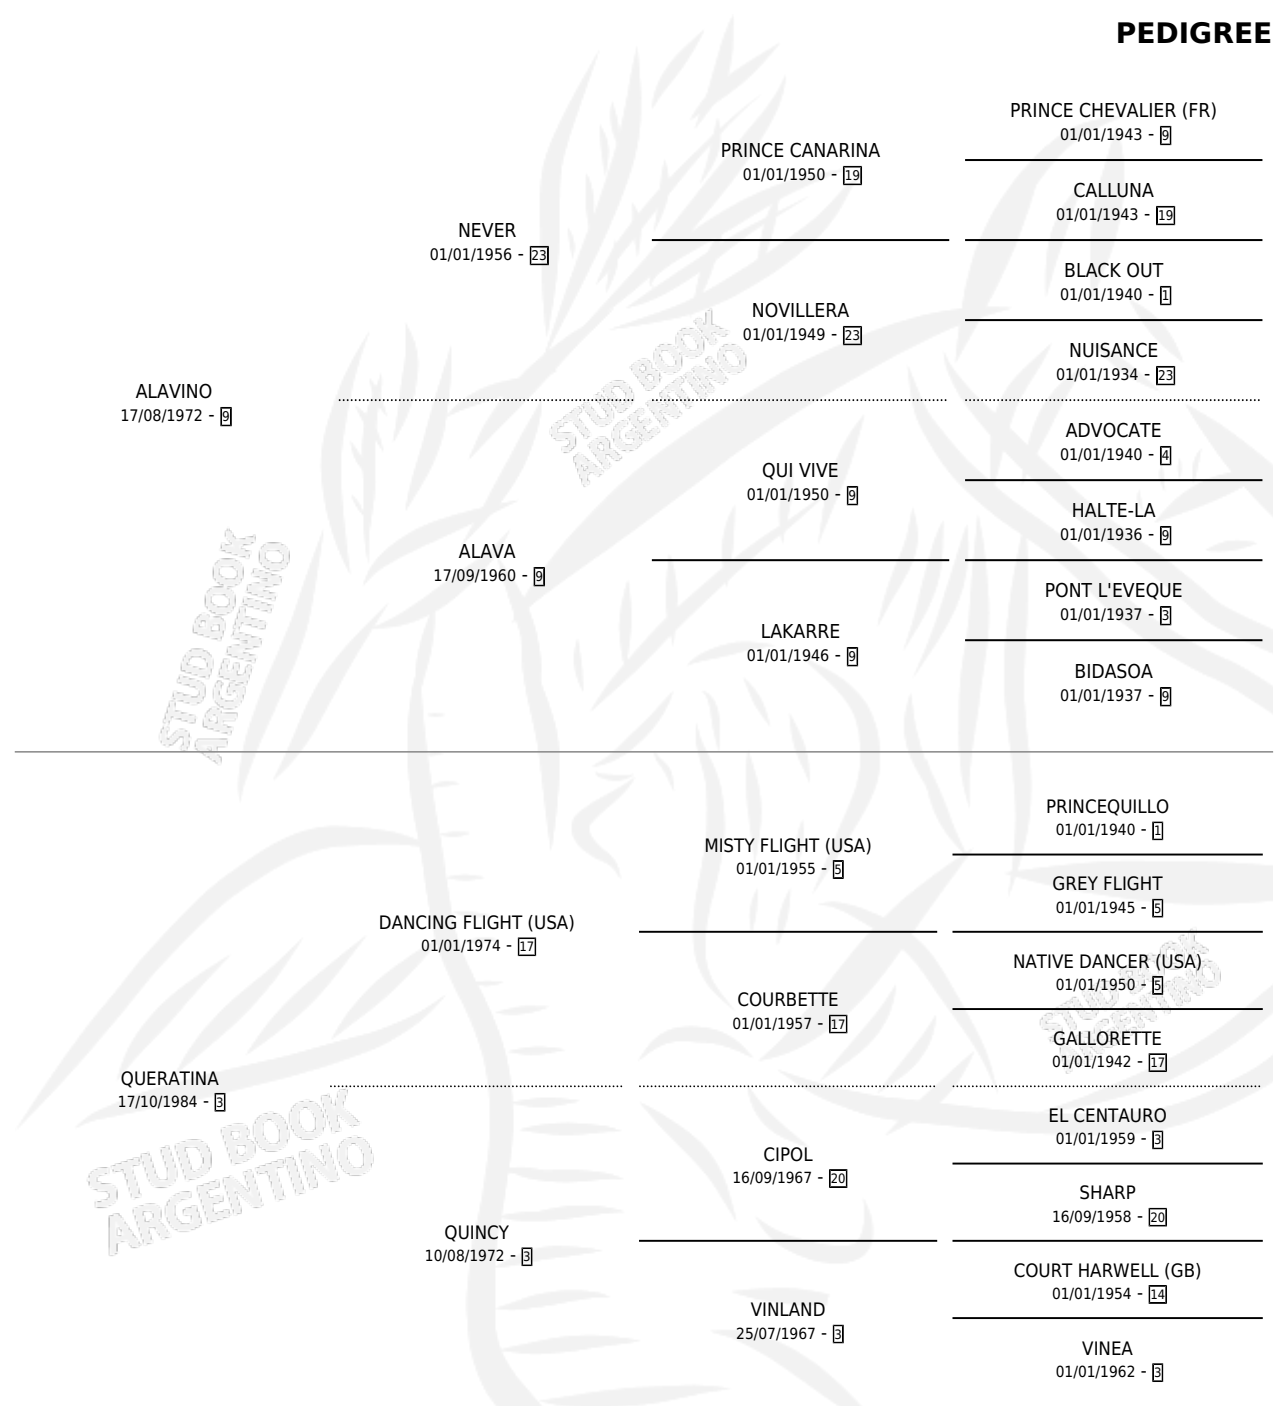 PEDIGREE
PRINCE CHEVALIER (FR)
01/01/1943 - 9
PRINCE CANARINA
01/01/1950 - 19
CALLUNA
01/01/1943 - 19
NEVER
01/01/1956 - 23
BLACK OUT
01/01/1940 - 1
NOVILLERA
01/01/1949 - 23
NUISANCE
01/01/1934 - 23
ALAVINO
17/08/1972 - 9
STUD BOOK
ARGENTINO
ADVOCATE
01/01/1940 - 4
QUI VIVE
01/01/1950 - 9
HALTE-LA
01/01/1936 - 9
ALAVA
17/09/1960 - 9
PONT L'EVEQUE
01/01/1937 - 3
LAKARRE
01/01/1946 - 9
BIDASOA
01/01/1937 - 9
STUD BOOK
ARGENTINO
PRINCEQUILLO
01/01/1940 - 1
MISTY FLIGHT (USA)
01/01/1955 - 5
GREY FLIGHT
01/01/1945 - 5
DANCING FLIGHT (USA)
01/01/1974 - 17
NATIVE DANCER (USA)
01/01/1950 - 5
COURBETTE
01/01/1957 - 17
GALLORETTE
01/01/1942 - 17
STUD BOOK
ARGENTINO
QUERATINA
17/10/1984 - 3
EL CENTAURO
01/01/1959 - 3
CIPOL
16/09/1967 - 20
SHARP
16/09/1958 - 20
STUD BOOK
ARGENTINO
QUINCY
10/08/1972 - 3
COURT HARWELL (GB)
01/01/1954 - 14
VINLAND
25/07/1967 - 3
VINEA
01/01/1962 - 3